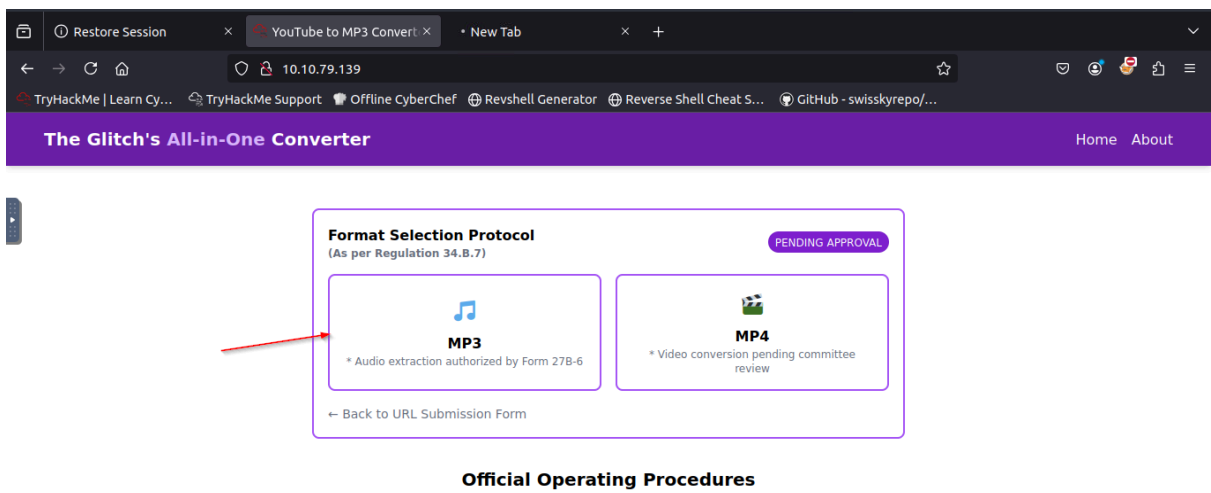 Restore Session
YouTube to MP3 Convert
New Tab
10.10.79.139
TryHackMe | Learn Cy...
TryHackMe Support
Offline CyberChef
Revshell Generator
Reverse Shell Cheat S...
GitHub - swisskyrepo/...
The Glitch's All-in-One Converter
Home
About
Format Selection Protocol
(As per Regulation 34.B.7)
PENDING APPROVAL
MP3
* Audio extraction authorized by Form 27B-6
MP4
* Video conversion pending committee
review
← Back to URL Submission Form
Official Operating Procedures